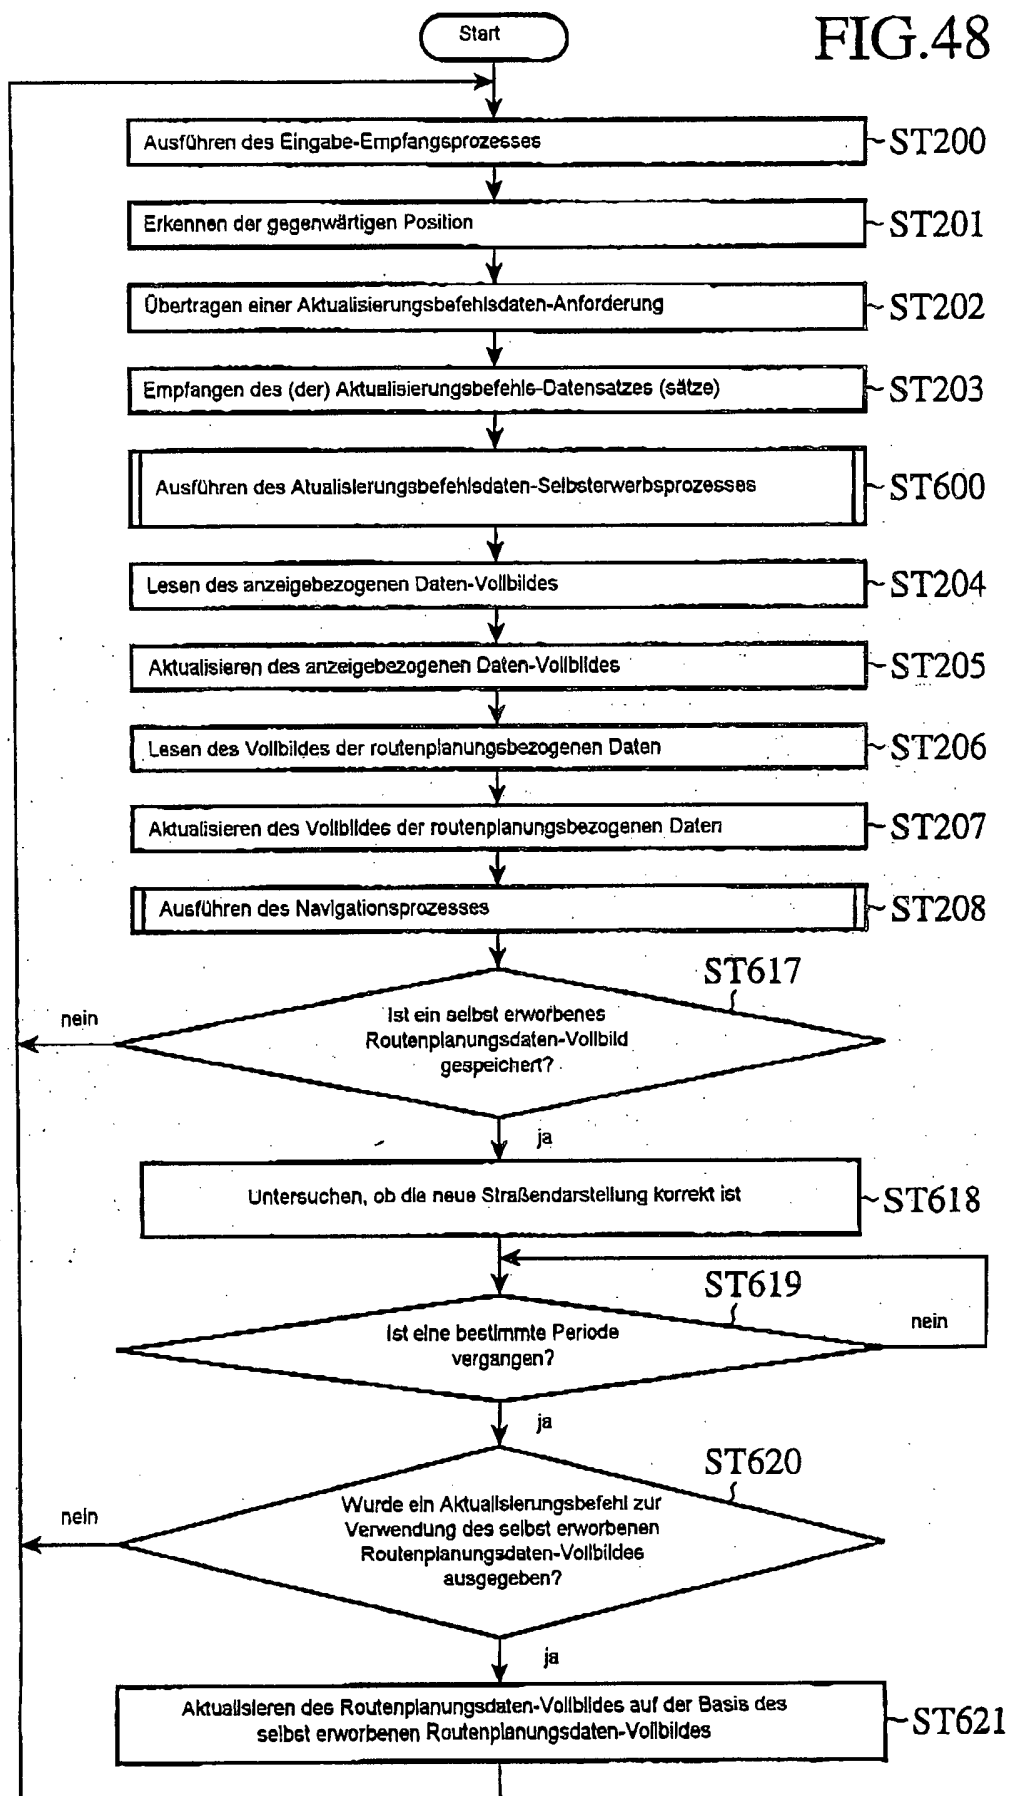 Start
FIG.48
Ausführen des Eingabe-Empfangsprozesses
ST200
Erkennen der gegenwärtigen Position
ST201
Übertragen einer Aktualisierungsbefehlsdaten-Anforderung
ST202
Empfangen des (der) Aktualisierungsbefehls-Datensatzes (sätze)
ST203
Ausführen des Atualisierungsbefehlsdaten-Selbsterwerbsprozesses
ST600
Lesen des anzeigebezogenen Daten-Vollbildes
ST204
Aktualisieren des anzeigebezogenen Daten-Vollbildes
ST205
Lesen des Vollbildes der routenplanungsbezogenen Daten
ST206
Aktualisieren des Vollbildes der routenplanungsbezogenen Daten
ST207
Ausführen des Navigationsprozesses
ST208
ST617
nein
Ist ein selbst erworbenes
Routenplanungsdaten-Vollbild
gespeichert?
ja
Untersuchen, ob die neue Straßendarstellung korrekt ist
ST618
ST619
nein
Ist eine bestimmte Periode
vergangen?
ja
ST620
nein
Wurde ein Aktualisierungsbefehl zur
Verwendung des selbst erworbenen
Routenplanungsdaten-Vollbildes
ausgegeben?
ja
Aktualisieren des Routenplanungsdaten-Vollbildes auf der Basis des
selbst erworbenen Routenplanungsdaten-Vollbildes
ST621